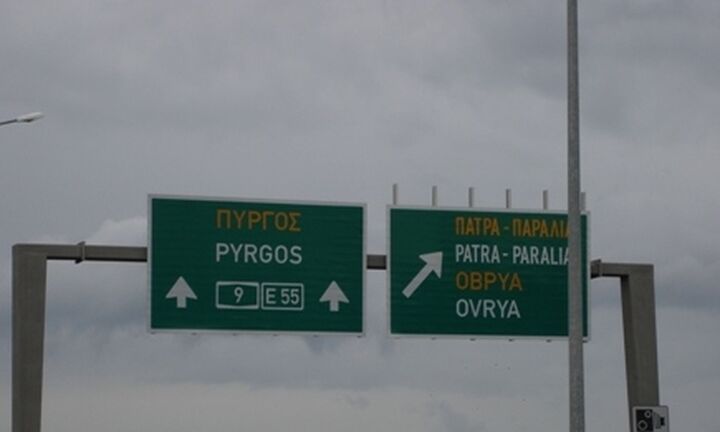 ΠΥΡΓΟΣ
PYRGOS
9 E 55
ΠΑΤΡΑ - ΠΑΡΑΛΙΑ
PATRA - PARALIA
ΟΒΡΥΑ
OVRYA